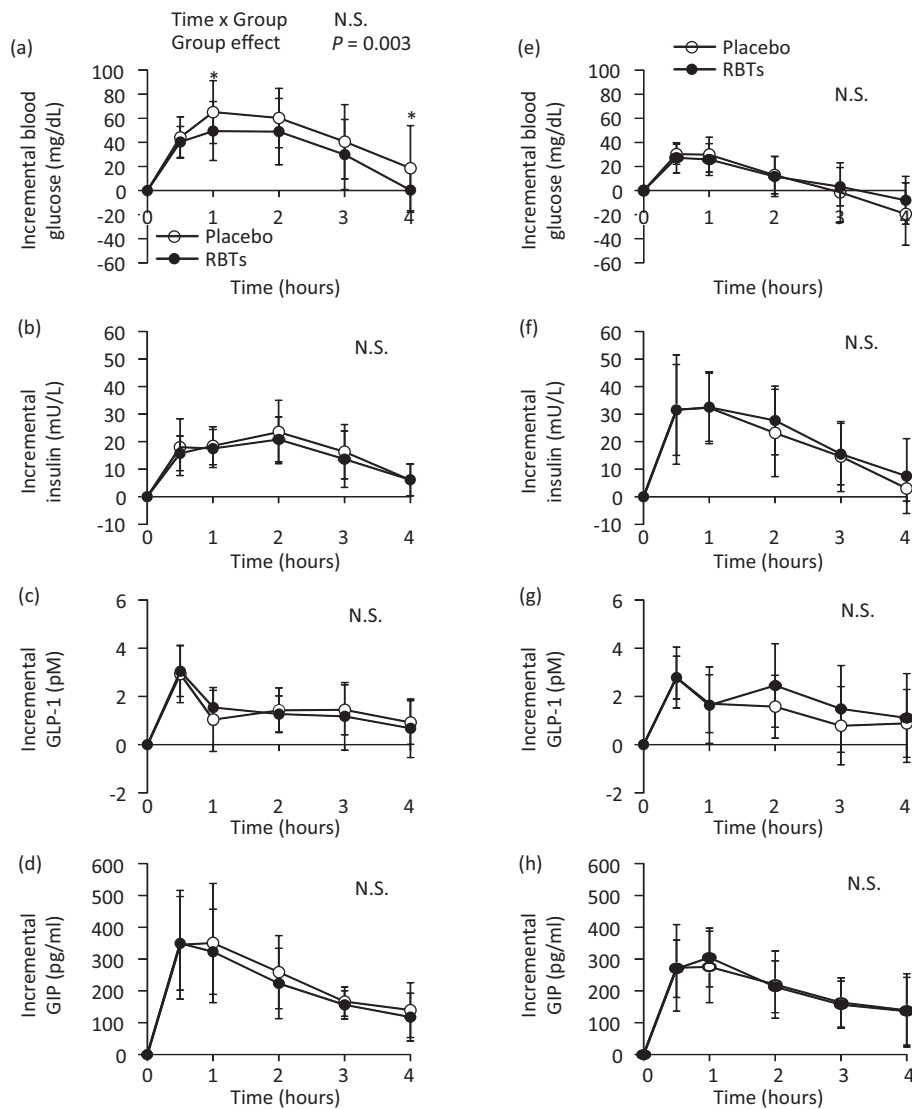 Time x Group N.S.
Group effect P = 0.003
(a)
Incremental blood
glucose (mg/dL)
100
80
60
40
20
0
-20
-40
-60
*
*
0 1 2 3 4
Placebo
RBTs
Time (hours)
(e)
Placebo
RBTs
N.S.
Incremental blood
glucose (mg/dL)
100
80
60
40
20
0
-20
-40
-60
0 1 2 3 4
Time (hours)
(b)
N.S.
Incremental
insulin (mU/L)
60
50
40
30
20
10
0
-10
0 1 2 3 4
Time (hours)
(f)
N.S.
Incremental
insulin (mU/L)
60
50
40
30
20
10
0
-10
0 1 2 3 4
Time (hours)
(c)
N.S.
Incremental
GLP-1 (pM)
6
4
2
0
-2
0 1 2 3 4
Time (hours)
(g)
N.S.
Incremental
GLP-1 (pM)
6
4
2
0
-2
0 1 2 3 4
Time (hours)
(d)
N.S.
Incremental
GIP (pg/ml)
600
500
400
300
200
100
0
0 1 2 3 4
Time (hours)
(h)
N.S.
Incremental
GIP (pg/ml)
600
500
400
300
200
100
0
0 1 2 3 4
Time (hours)